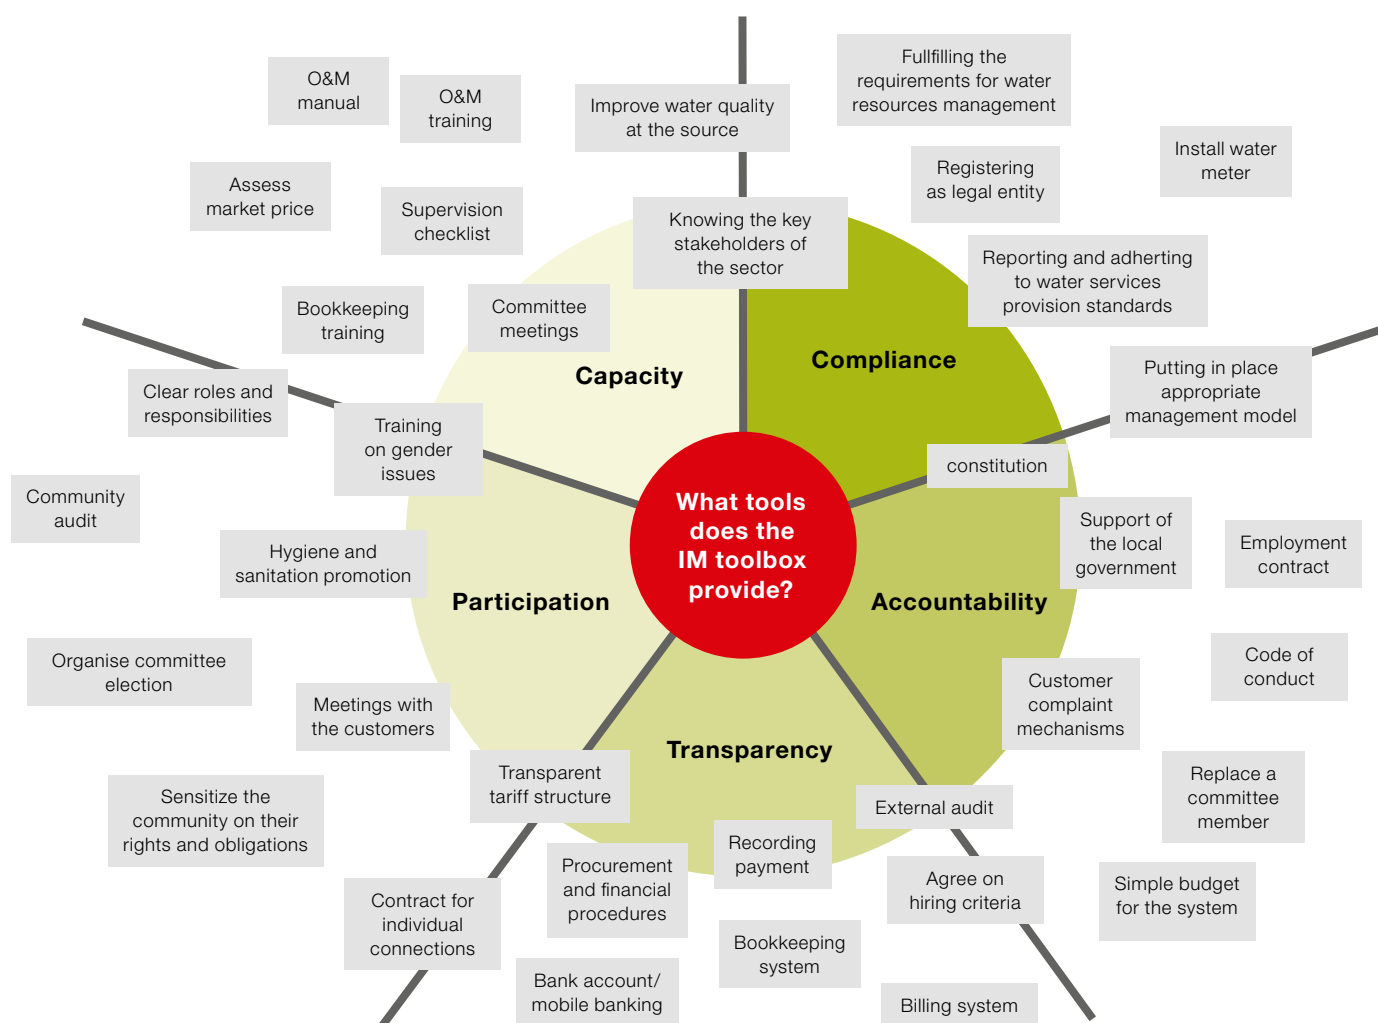 O&M
manual
O&M
training
Improve water quality
at the source
Fullfilling the
requirements for water
resources management
Install water
meter
Registering
as legal entity
Assess
market price
Supervision
checklist
Knowing the key
stakeholders of
the sector
Reporting and adherting
to water services
provision standards
Bookkeeping
training
Committee
meetings
Capacity
Compliance
Clear roles and
responsibilities
Training
on gender
issues
Putting in place
appropriate
management model
constitution
Community
audit
Hygiene and
sanitation promotion
What tools
does the
IM toolbox
provide?
Support of
the local
government
Employment
contract
Participation
Accountability
Organise committee
election
Meetings with
the customers
Customer
complaint
mechanisms
Code of
conduct
Transparency
Transparent
tariff structure
External audit
Replace a
committee
member
Sensitize the
community on their
rights and obligations
Recording
payment
Procurement
and financial
procedures
Agree on
hiring criteria
Simple budget
for the system
Contract for
individual
connections
Bookkeeping
system
Bank account/
mobile banking
Billing system